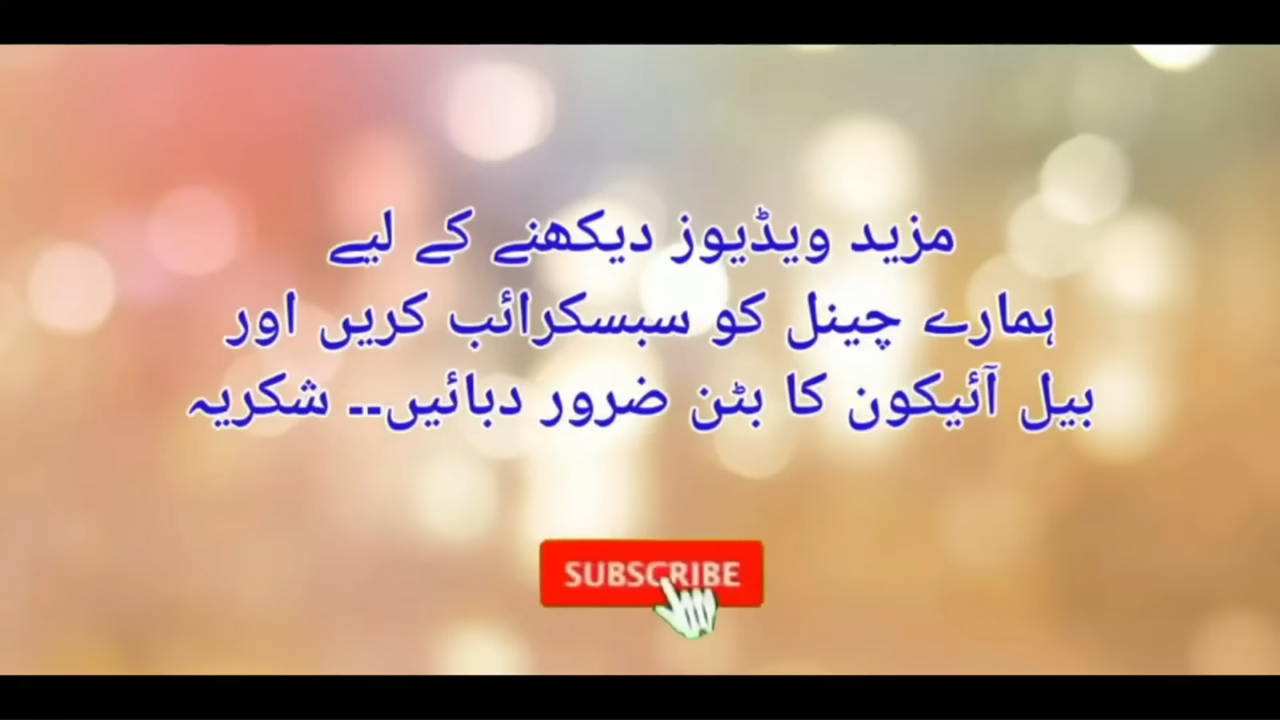 مزید ویڈیوز دیکھنے کے لیے
ہمارے چینل کو سبسکرائب کریں اور
بیل آئیکون کا بٹن ضرور دبائیں۔۔ شکریہ
SUBSCRIBE